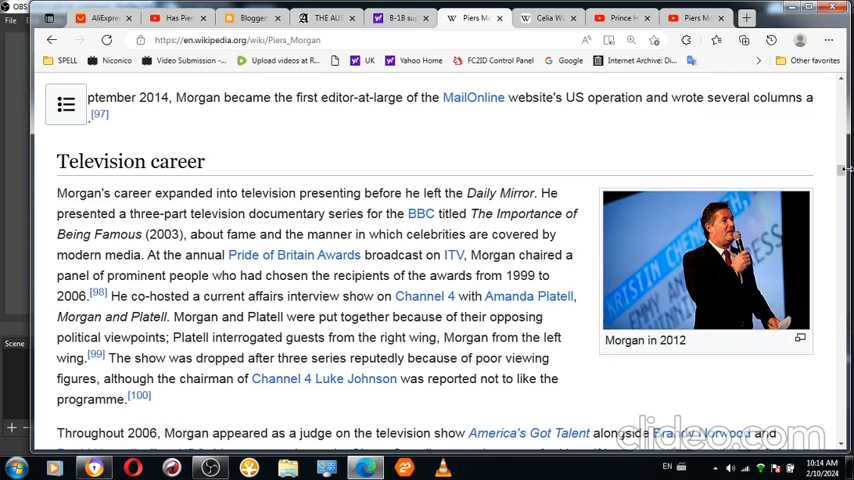 OBS
AliExpre
Has Pier
Blogger
THE AUS
B-1B su
Piers Mo
Celia Wa
Prince H
Piers Mo
https://en.wikipedia.org/wiki/Piers_Morgan
SPELL
Niconico
Video Submission -...
Upload videos at R...
UK
Yahoo Home
FC2ID Control Panel
Google
Internet Download...
Other favorites
File
ptember 2014, Morgan became the first editor-at-large of the MailOnline website's US operation and wrote several columns a
.[97]
Television career
Morgan's career expanded into television presenting before he left the Daily Mirror. He
presented a three-part television documentary series for the BBC titled The Importance of
Being Famous (2003), about fame and the manner in which celebrities are covered by
modern media. At the annual Pride of Britain Awards broadcast on ITV, Morgan chaired a
panel of prominent people who had chosen the recipients of the awards from 1999 to
2006.[98] He co-hosted a current affairs interview show on Channel 4 with Amanda Platell,
Morgan and Platell. Morgan and Platell were put together because of their opposing
political viewpoints; Platell interrogated guests from the right wing, Morgan from the left
wing.[99] The show was dropped after three series reputedly because of poor viewing
figures, although the chairman of Channel 4 Luke Johnson was reported not to like the
programme.[100]
Morgan in 2012
Throughout 2006, Morgan appeared as a judge on the television show America's Got Talent alongside Brandy Norwood and
Scene
clideo.com
EN
10:14 AM
2/10/2024